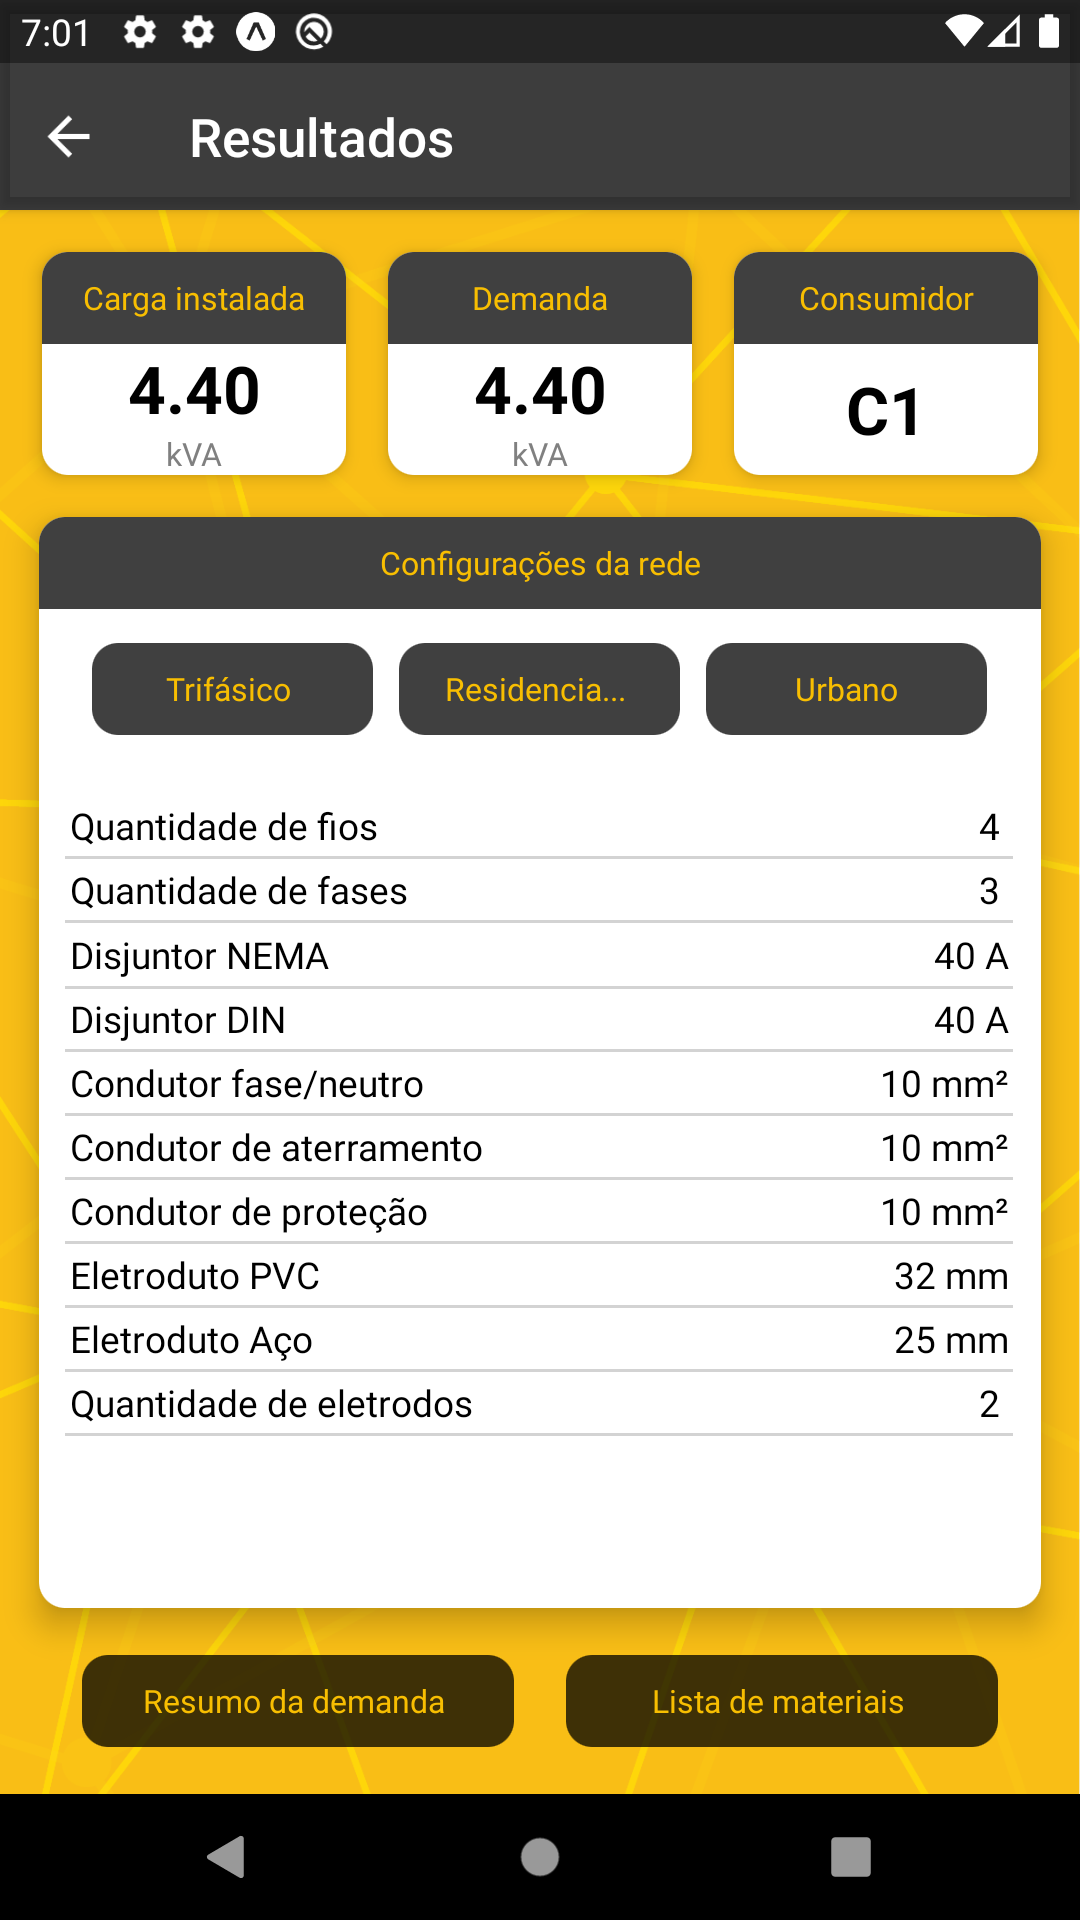 7:01
Resultados
Carga instalada
4.40
kVA
Demanda
4.40
kVA
Consumidor
C1
Configurações da rede
Trifásico
Residencia...
Urbano
Quantidade de fios 4
Quantidade de fases 3
Disjuntor NEMA 40 A
Disjuntor DIN 40 A
Condutor fase/neutro 10 mm²
Condutor de aterramento 10 mm²
Condutor de proteção 10 mm²
Eletroduto PVC 32 mm
Eletroduto Aço 25 mm
Quantidade de eletrodos 2
Resumo da demanda
Lista de materiais